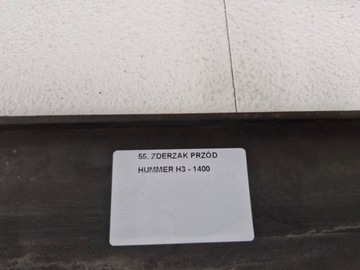 55. ZDERZAK PRZÓD
HUMMER H3 - 1400